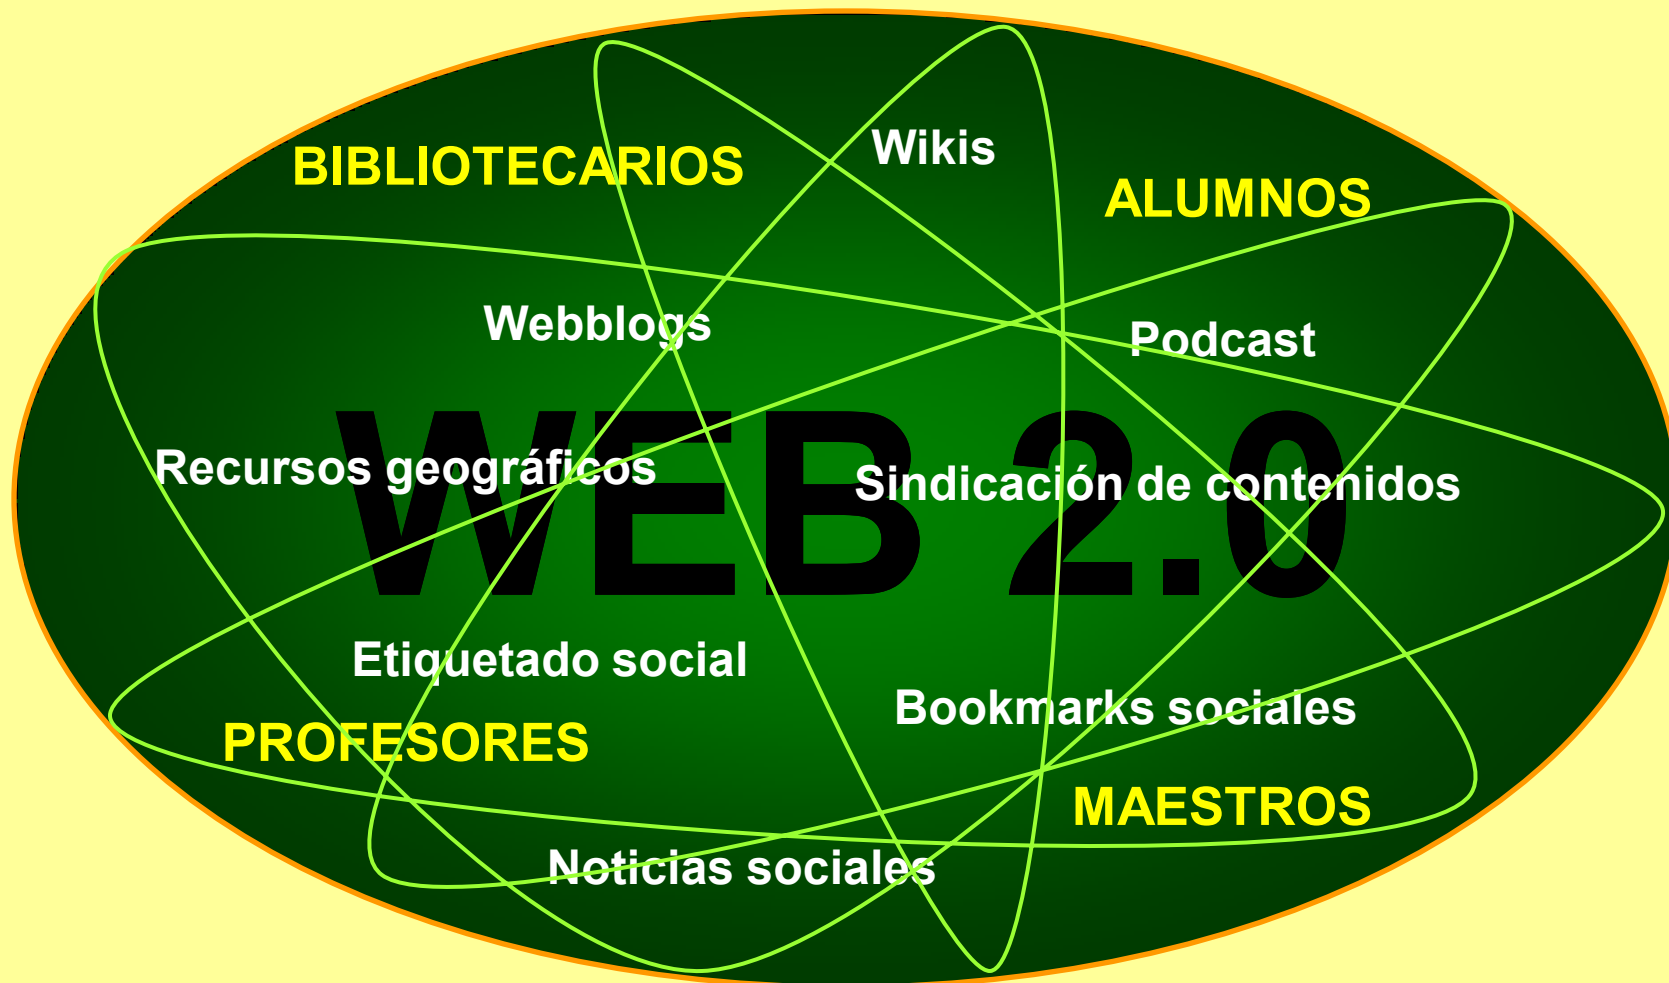 Wikis
BIBLIOTECARIOS
ALUMNOS
Webblogs
Podcast
WEB 2.0
Recursos geográficos
Sindicación de contenidos
Etiquetado social
Bookmarks sociales
PROFESORES
MAESTROS
Noticias sociales